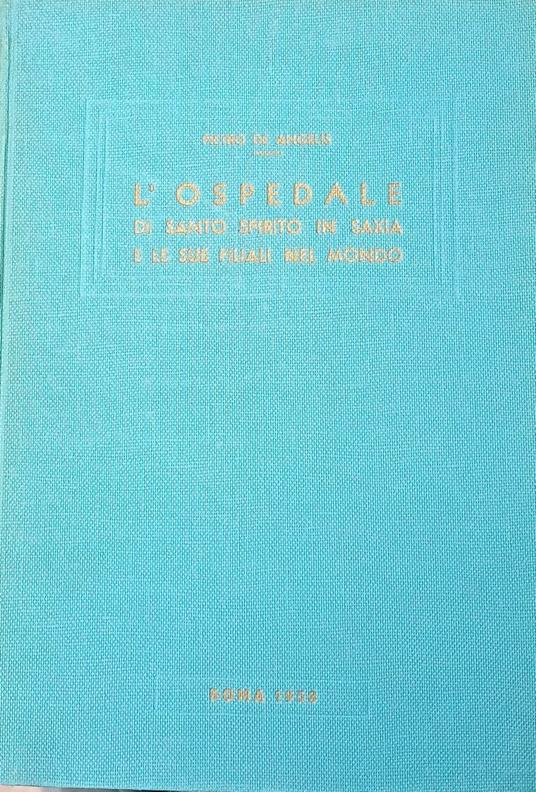 PIETRO DE ANGELIS
L'OSPEDALE
DI SANTO SPIRITO IN SAXIA
E LE SUE FILIALI NEL MONDO
ROMA 1958